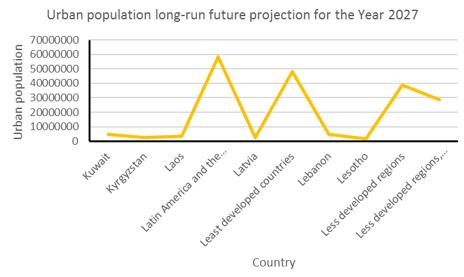 Urban population long-run future projection for the Year 2027
Urban population
70000000
60000000
50000000
40000000
30000000
20000000
10000000
0
Kuwait
Kyrgyzstan
Laos
Latin America and the...
Latvia
Least developed countries
Lebanon
Lesotho
Less developed regions
Less developed regions,...
Country